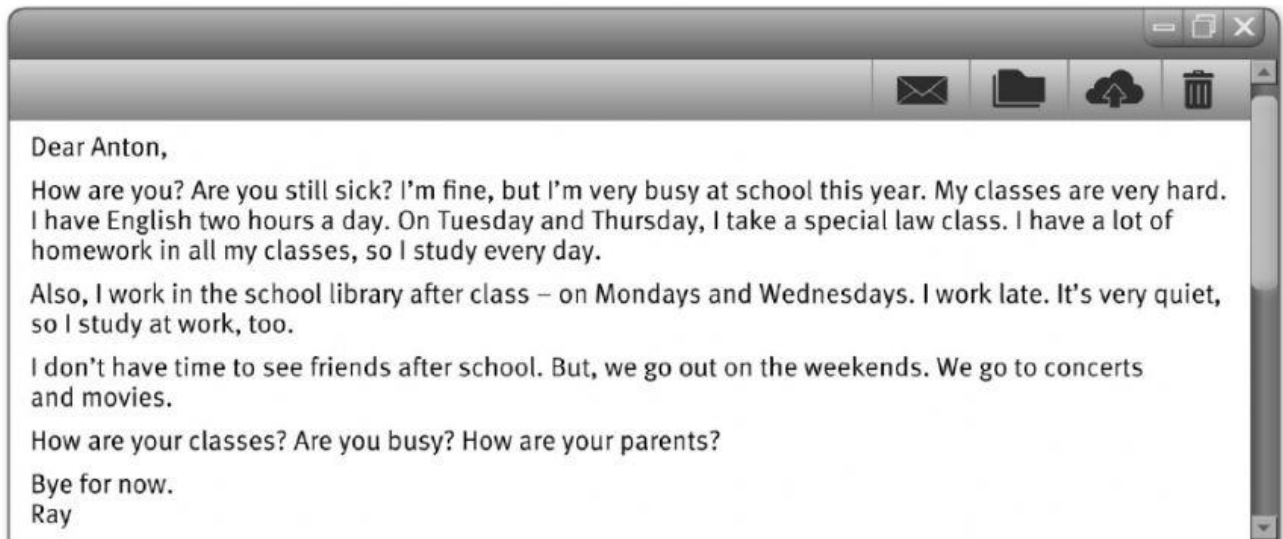 Dear Anton,
How are you? Are you still sick? I'm fine, but I'm very busy at school this year. My classes are very hard.
I have English two hours a day. On Tuesday and Thursday, I take a special law class. I have a lot of
homework in all my classes, so I study every day.
Also, I work in the school library after class – on Mondays and Wednesdays. I work late. It's very quiet,
so I study at work, too.
I don't have time to see friends after school. But, we go out on the weekends. We go to concerts
and movies.
How are your classes? Are you busy? How are your parents?
Bye for now.
Ray